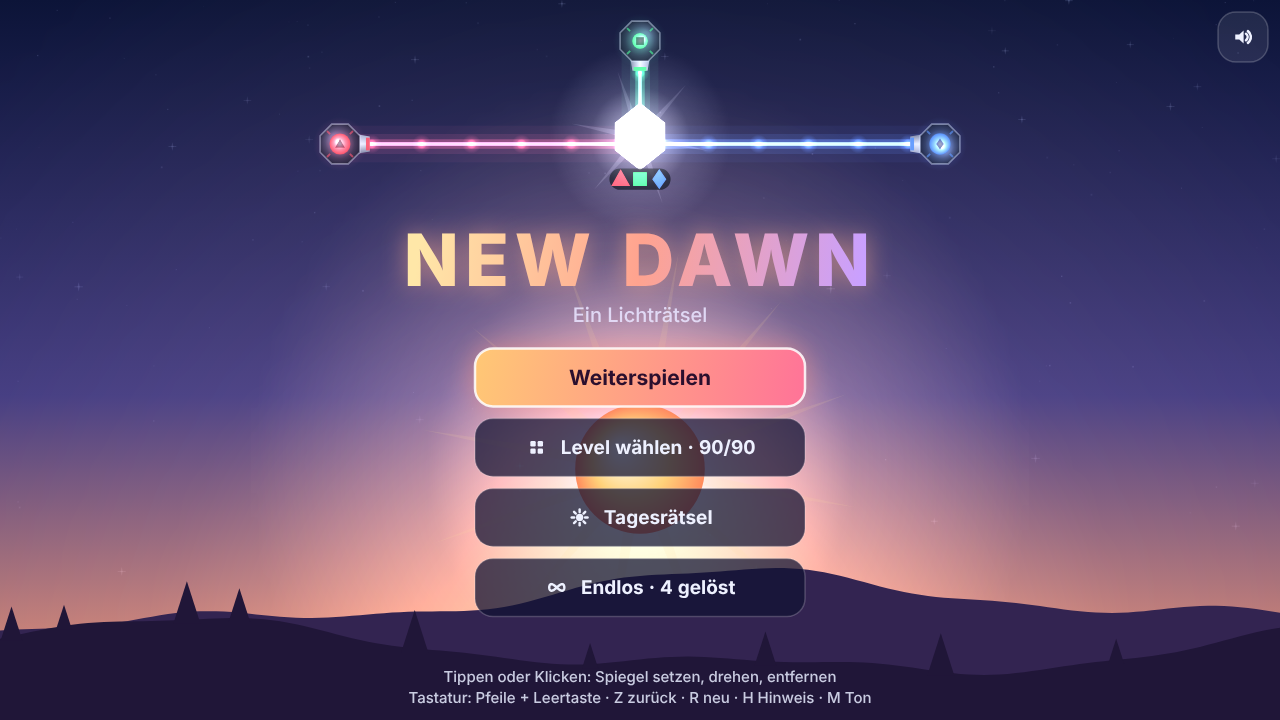 NEW DAWN
Ein Lichträtsel
Weiterspielen
Level wählen · 90/90
Tagesrätsel
Endlos · 4 gelöst
Tippen oder Klicken: Spiegel setzen, drehen, entfernen
Tastatur: Pfeile + Leertaste · Z zurück · R neu · H Hinweis · M Ton